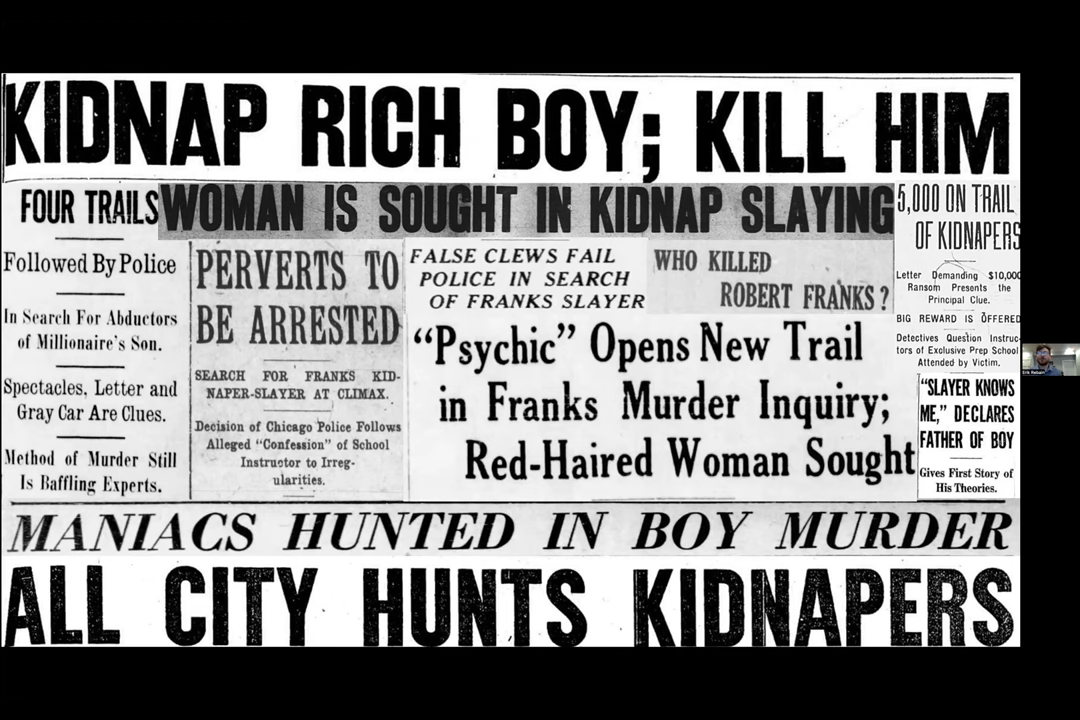 KIDNAP RICH BOY; KILL HIM
FOUR TRAILS
Followed By Police
In Search For Abductors
of Millionaire's Son.
Spectacles, Letter and
Gray Car Are Clues.
Method of Murder Still
Is Baffling Experts.
WOMAN IS SOUGHT IN KIDNAP SLAYING
PERVERTS TO
BE ARRESTED
SEARCH FOR FRANKS KID-
NAPER-SLAYER AT CLIMAX.
Decision of Chicago Police Follows
Alleged "Confession" of School
Instructor to Irreg-
ularities.
FALSE CLEWS FAIL
POLICE IN SEARCH
OF FRANKS SLAYER
WHO KILLED
ROBERT FRANKS?
"Psychic" Opens New Trail
in Franks Murder Inquiry;
Red-Haired Woman Sought
5,000 ON TRAIL
OF KIDNAPERS
Letter Demanding $10,000
Ransom Presents the
Principal Clue.
BIG REWARD IS OFFERED
Detectives Question Instruc-
tors of Exclusive Prep School
Attended by Victim.
"SLAYER KNOWS
ME," DECLARES
FATHER OF BOY
Gives First Story of
His Theories.
MANIACS HUNTED IN BOY MURDER
ALL CITY HUNTS KIDNAPERS
Erik Rebain